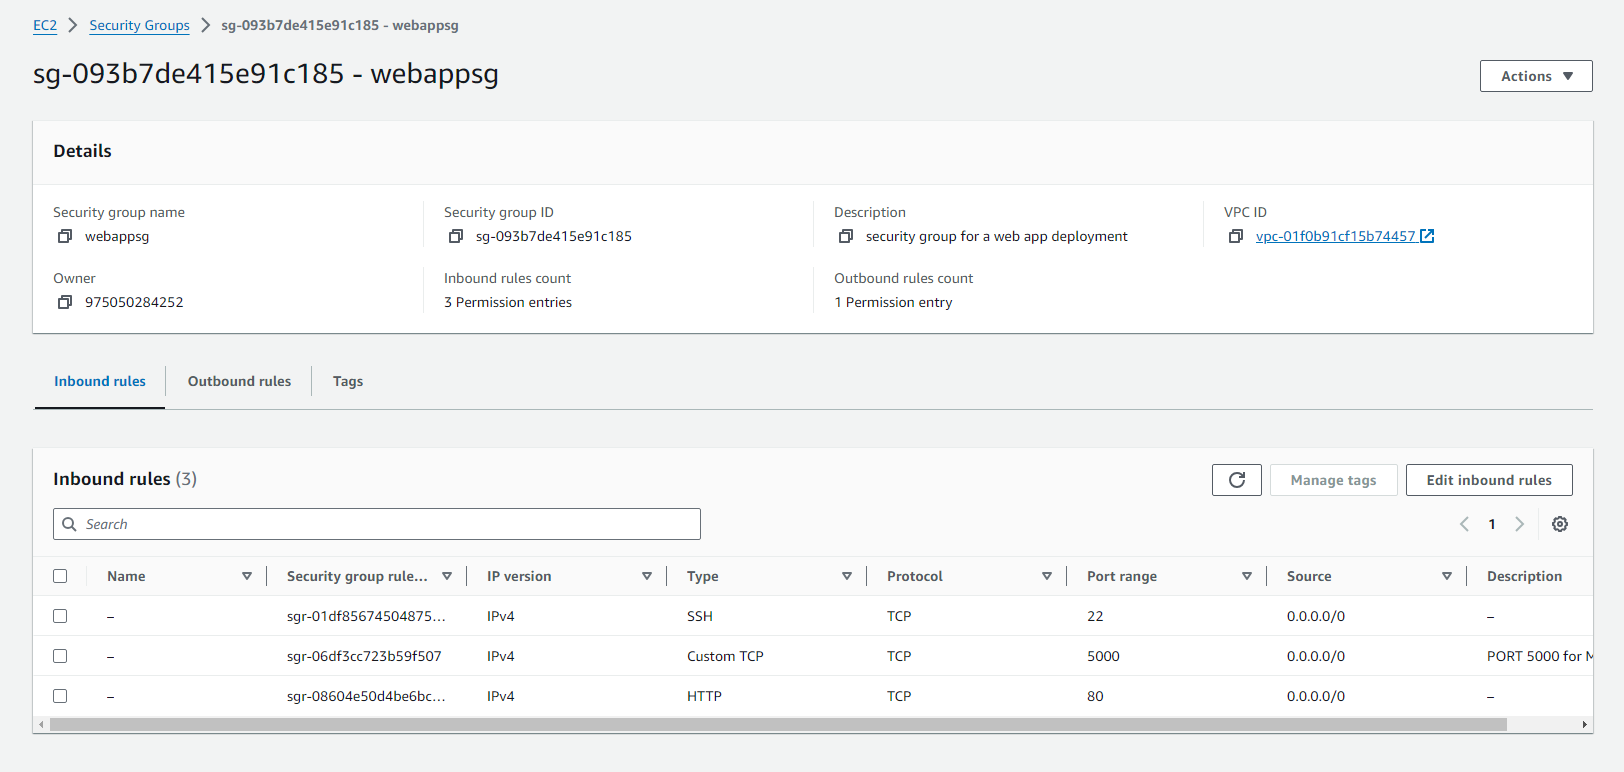 EC2 > Security Groups > sg-093b7de415e91c185 - webappsg
sg-093b7de415e91c185 - webappsg
Actions
Details
Security group name
webappsg
Security group ID
sg-093b7de415e91c185
Description
security group for a web app deployment
VPC ID
vpc-01f0b91cf15b74457
Owner
975050284252
Inbound rules count
3 Permission entries
Outbound rules count
1 Permission entry
Inbound rules Outbound rules Tags
Inbound rules (3)
Manage tags
Edit inbound rules
Search
1
Name Security group rule... IP version Type Protocol Port range Source Description
– sgr-01df85674504875... IPv4 SSH TCP 22 0.0.0.0/0 –
– sgr-06df3cc723b59f507 IPv4 Custom TCP TCP 5000 0.0.0.0/0 PORT 5000 for
– sgr-08604e50d4be6bc... IPv4 HTTP TCP 80 0.0.0.0/0 –